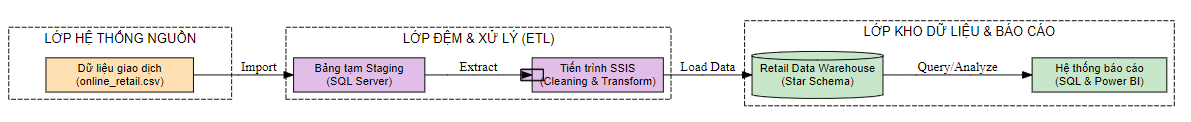 LỚP HỆ THỐNG NGUỒN
Dữ liệu giao dịch
(online_retail.csv)
Import
LỚP ĐỆM & XỬ LÝ (ETL)
Bảng tạm Staging
(SQL Server)
Extract
Tiến trình SSIS
(Cleaning & Transform)
Load Data
LỚP KHO DỮ LIỆU & BÁO CÁO
Retail Data Warehouse
(Star Schema)
Query/Analyze
Hệ thống báo cáo
(SQL & Power BI)